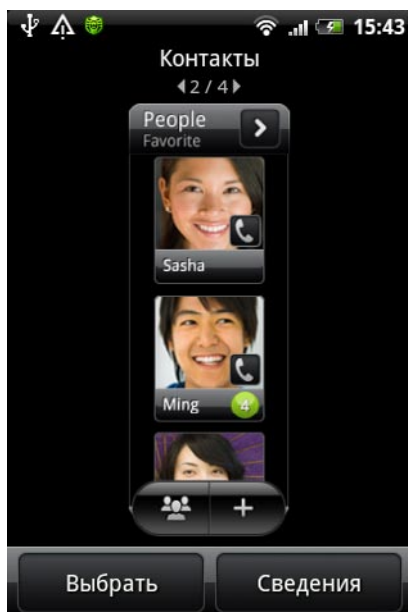 15:43
Контакты
2 / 4
People
Favorite
Sasha
Ming
4
Выбрать
Сведения